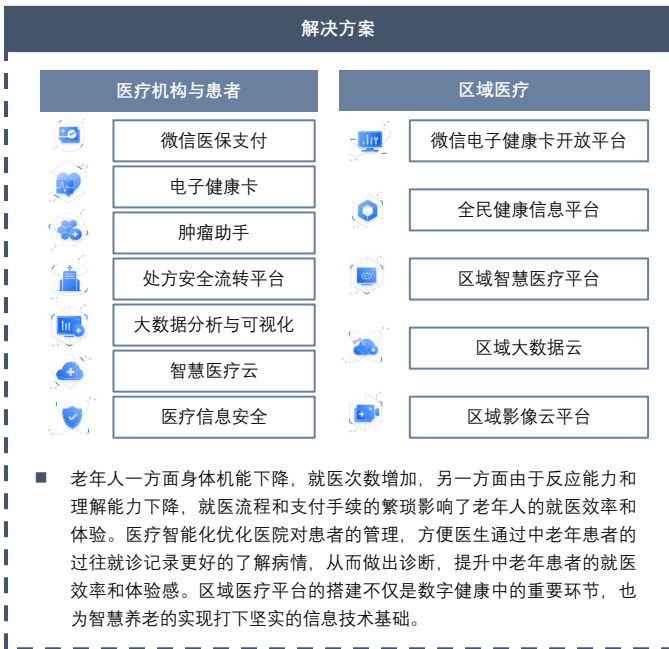 解决方案
医疗机构与患者
微信医保支付
电子健康卡
肿瘤助手
处方安全流转平台
大数据分析与可视化
智慧医疗云
医疗信息安全
区域医疗
微信电子健康卡开放平台
全民健康信息平台
区域智慧医疗平台
区域大数据云
区域影像云平台
老年人一方面身体机能下降，就医次数增加，另一方面由于反应能力和
理解能力下降，就医流程和支付手续的繁琐影响了老年人的就医效率和
体验。医疗智能化优化医院对患者的管理，方便医生通过中老年患者的
过往就诊记录更好的了解病情，从而做出诊断，提升中老年患者的就医
效率和体验感。区域医疗平台的搭建不仅是数字健康中的重要环节，也
为智慧养老的实现打下坚实的信息技术基础。